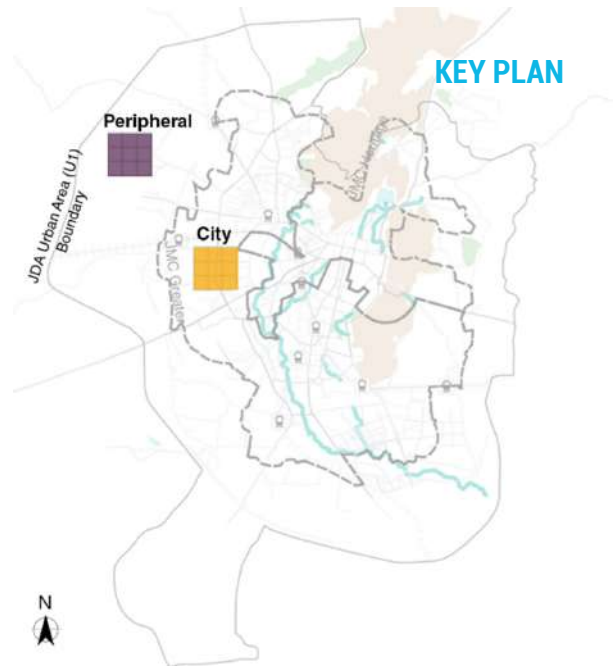 KEY PLAN
Peripheral
JMC Heritage
JDA Urban Area (U1)
Boundary
City
JMC Greater
N